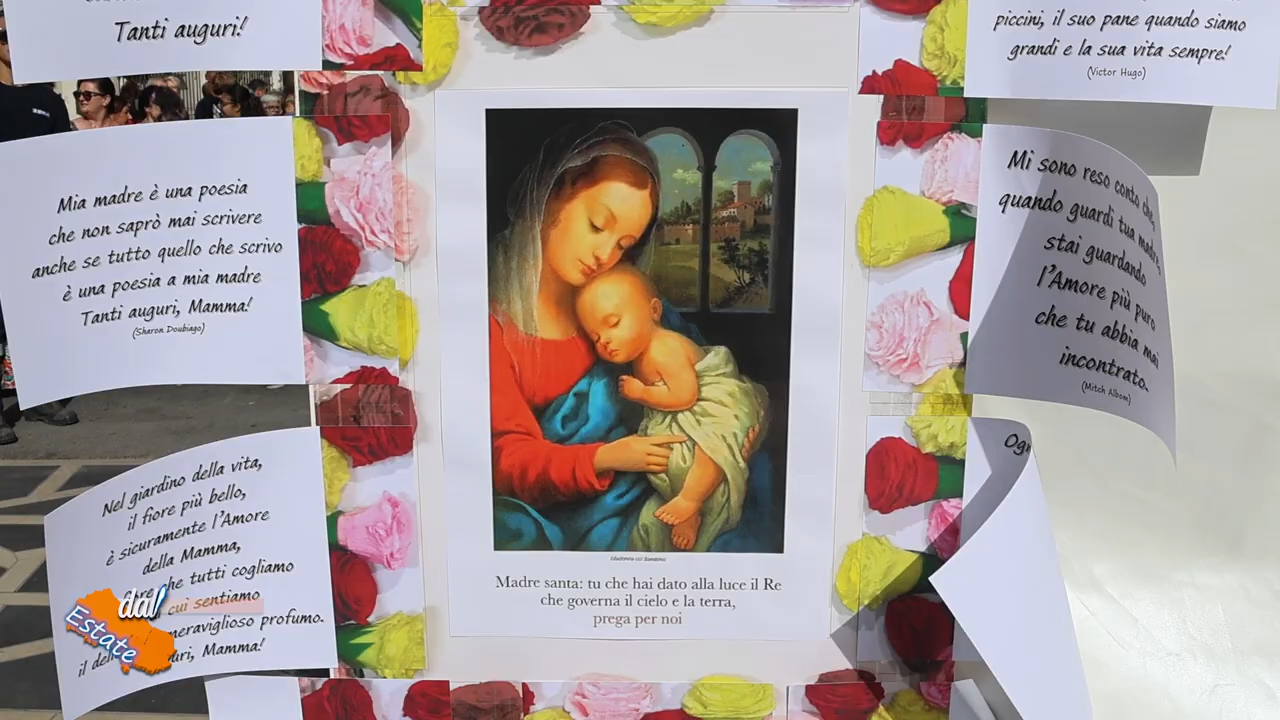 Tanti auguri!
piccini, il suo pane quando siamo
grandi e la sua vita sempre!
(Victor Hugo)
Mia madre è una poesia
che non saprò mai scrivere
anche se tutto quello che scrivo
è una poesia a mia madre
Tanti auguri, Mamma!
(Sharon Doubiago)
Mi sono reso conto che,
quando guardi tua madre,
stai guardando
l'Amore più puro
che tu abbia mai
incontrato.
(Mitch Albom)
Nel giardino della vita,
il fiore più bello,
è sicuramente l'Amore
della Mamma,
che tutti cogliamo
cui sentiamo
meraviglioso profumo.
il
Mamma!
Madonna col Bambino
Madre santa: tu che hai dato alla luce il Re
che governa il cielo e la terra,
prega per noi
dal
Estate